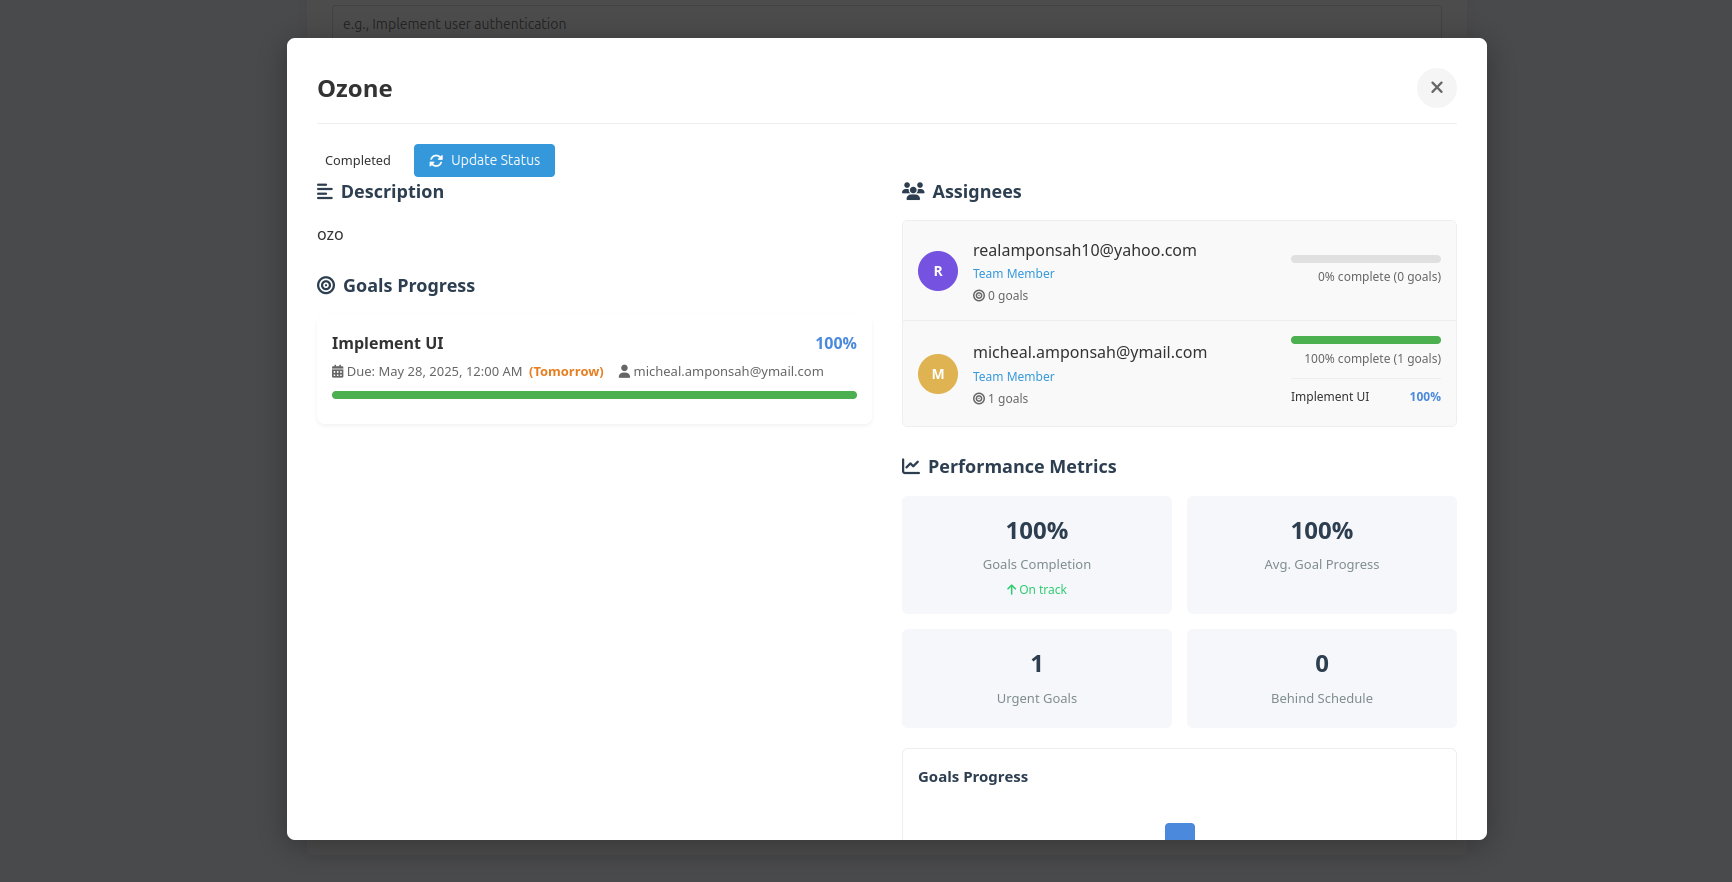 e.g., Implement user authentication
Ozone
Completed
Update Status
Description
ozo
Goals Progress
Implement UI
100%
Due: May 28, 2025, 12:00 AM (Tomorrow) micheal.amponsah@ymail.com
Assignees
R
realamponsah10@yahoo.com
Team Member
0 goals
0% complete (0 goals)
M
micheal.amponsah@ymail.com
Team Member
1 goals
100% complete (1 goals)
Implement UI 100%
Performance Metrics
100%
Goals Completion
On track
100%
Avg. Goal Progress
1
Urgent Goals
0
Behind Schedule
Goals Progress